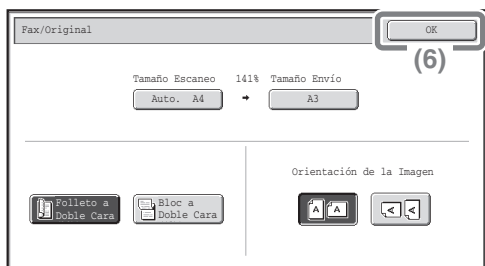 Fax/Original
OK
(6)
Tamaño Escaneo 141% Tamaño Envío
Auto. A4 → A3
Orientación de la Imagen
Folleto a
Doble Cara
Bloc a
Doble Cara
A A A A